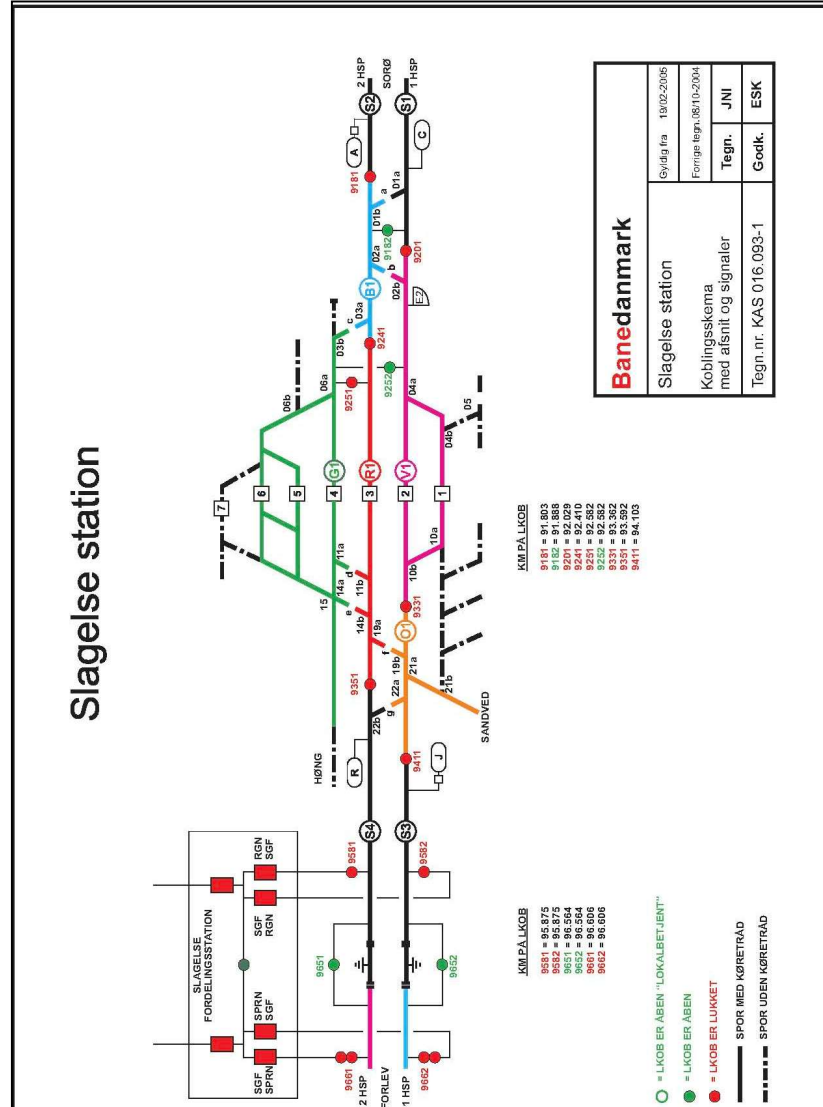 Slagelse station
SLAGELSE
FORDELINGSSTATION
SGF
SPRN
SPRN
SGF
SGF
RGN
RGN
SGF
9661
9651
9581
9662
9652
9582
2 HSP
FORLEV
1 HSP
S4
S3
R
J
HØNG
SANDVED
9351
9411
22b
g
22a
19b
21a
21b
f
19a
14b
e
14a
15
11a
d
11b
O1
9331
10b
10a
7
6
5
4
3
2
1
G1
R1
V1
06b
06a
9251
9252
04a
04b
05
03b
c
03a
9241
B1
02a
b
02b
E2
9182
9201
01b
a
01a
9181
A
C
S2
S1
2 HSP
SORØ
1 HSP
KM PÅ LKOB
9581 = 95.875
9582 = 95.875
9651 = 96.564
9652 = 96.564
9661 = 96.606
9662 = 96.606
KM PÅ LKOB
9181 = 91.803
9182 = 91.888
9201 = 92.029
9241 = 92.410
9251 = 92.582
9252 = 92.582
9331 = 93.362
9351 = 93.592
9411 = 94.103
= LKOB ER ÅBEN "LOKALBETJENT"
= LKOB ER ÅBEN
= LKOB ER LUKKET
SPOR MED KØRETRÅD
SPOR UDEN KØRETRÅD
Banedanmark
Slagelse station
Gyldig fra 19/02-2005
Forrige tegn.08/10-2004
Koblingsskema
med afsnit og signaler
Tegn. JNI
Tegn.nr. KAS 016.093-1
Godk. ESK